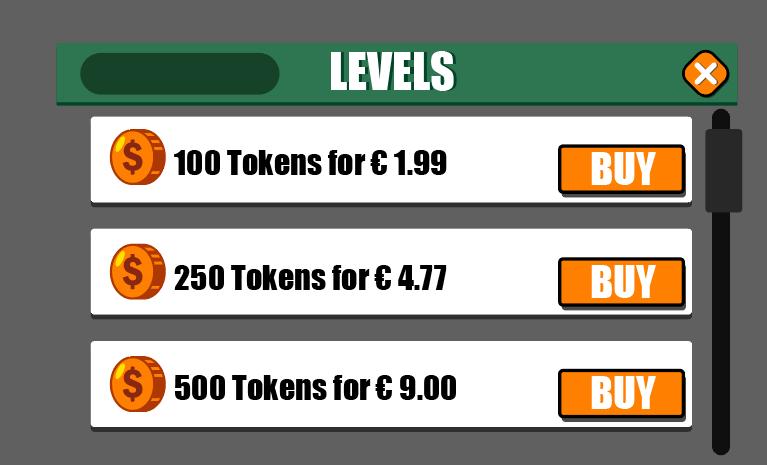 LEVELS
100 Tokens for € 1.99
BUY
250 Tokens for € 4.77
BUY
500 Tokens for € 9.00
BUY